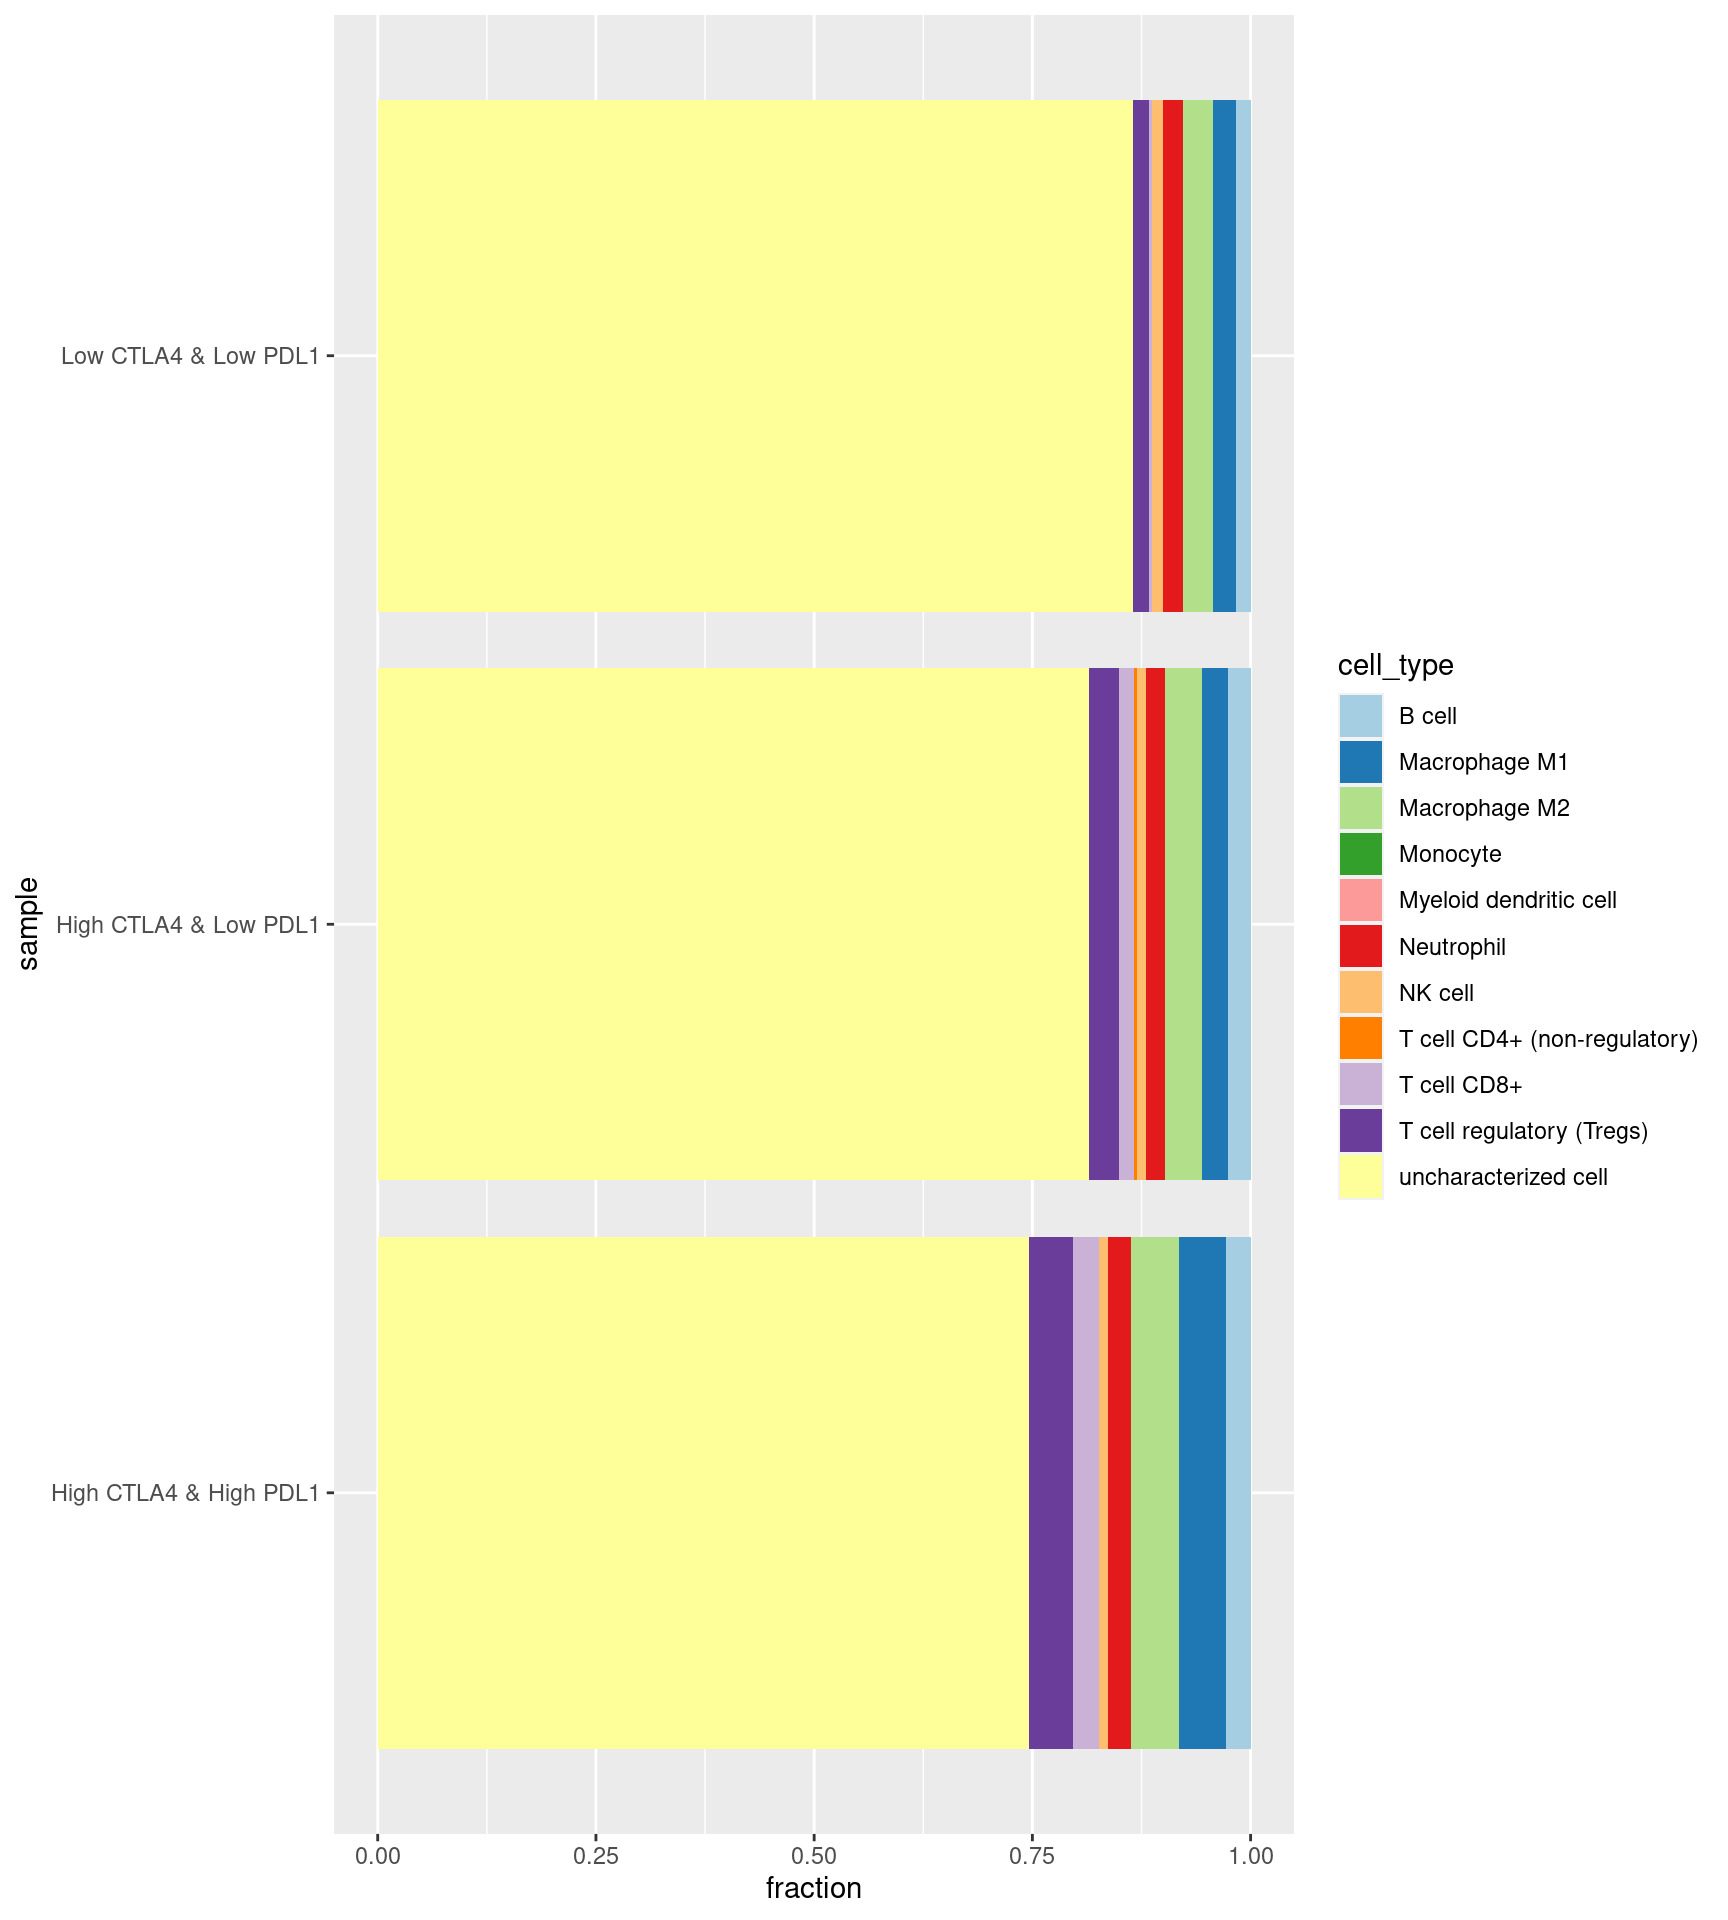 Low CTLA4 & Low PDL1
High CTLA4 & Low PDL1
High CTLA4 & High PDL1
sample
0.00 0.25 0.50 0.75 1.00
fraction
cell_type
B cell
Macrophage M1
Macrophage M2
Monocyte
Myeloid dendritic cell
Neutrophil
NK cell
T cell CD4+ (non-regulatory)
T cell CD8+
T cell regulatory (Tregs)
uncharacterized cell